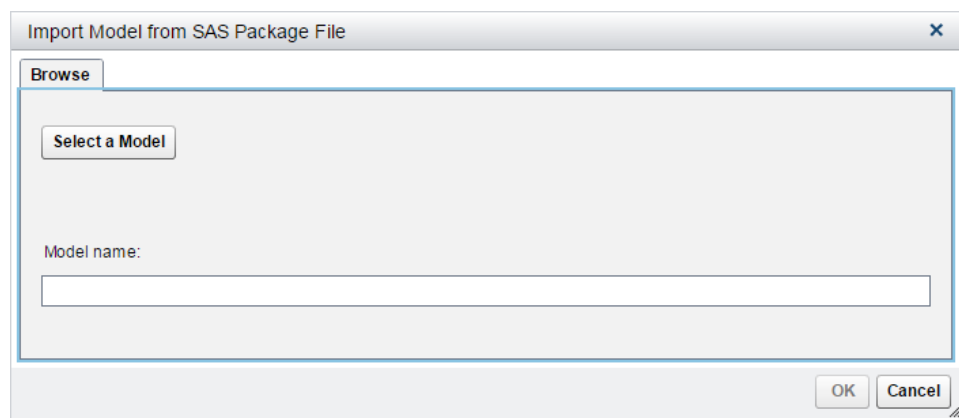 Import Model from SAS Package File
Browse
Select a Model
Model name:
OK Cancel